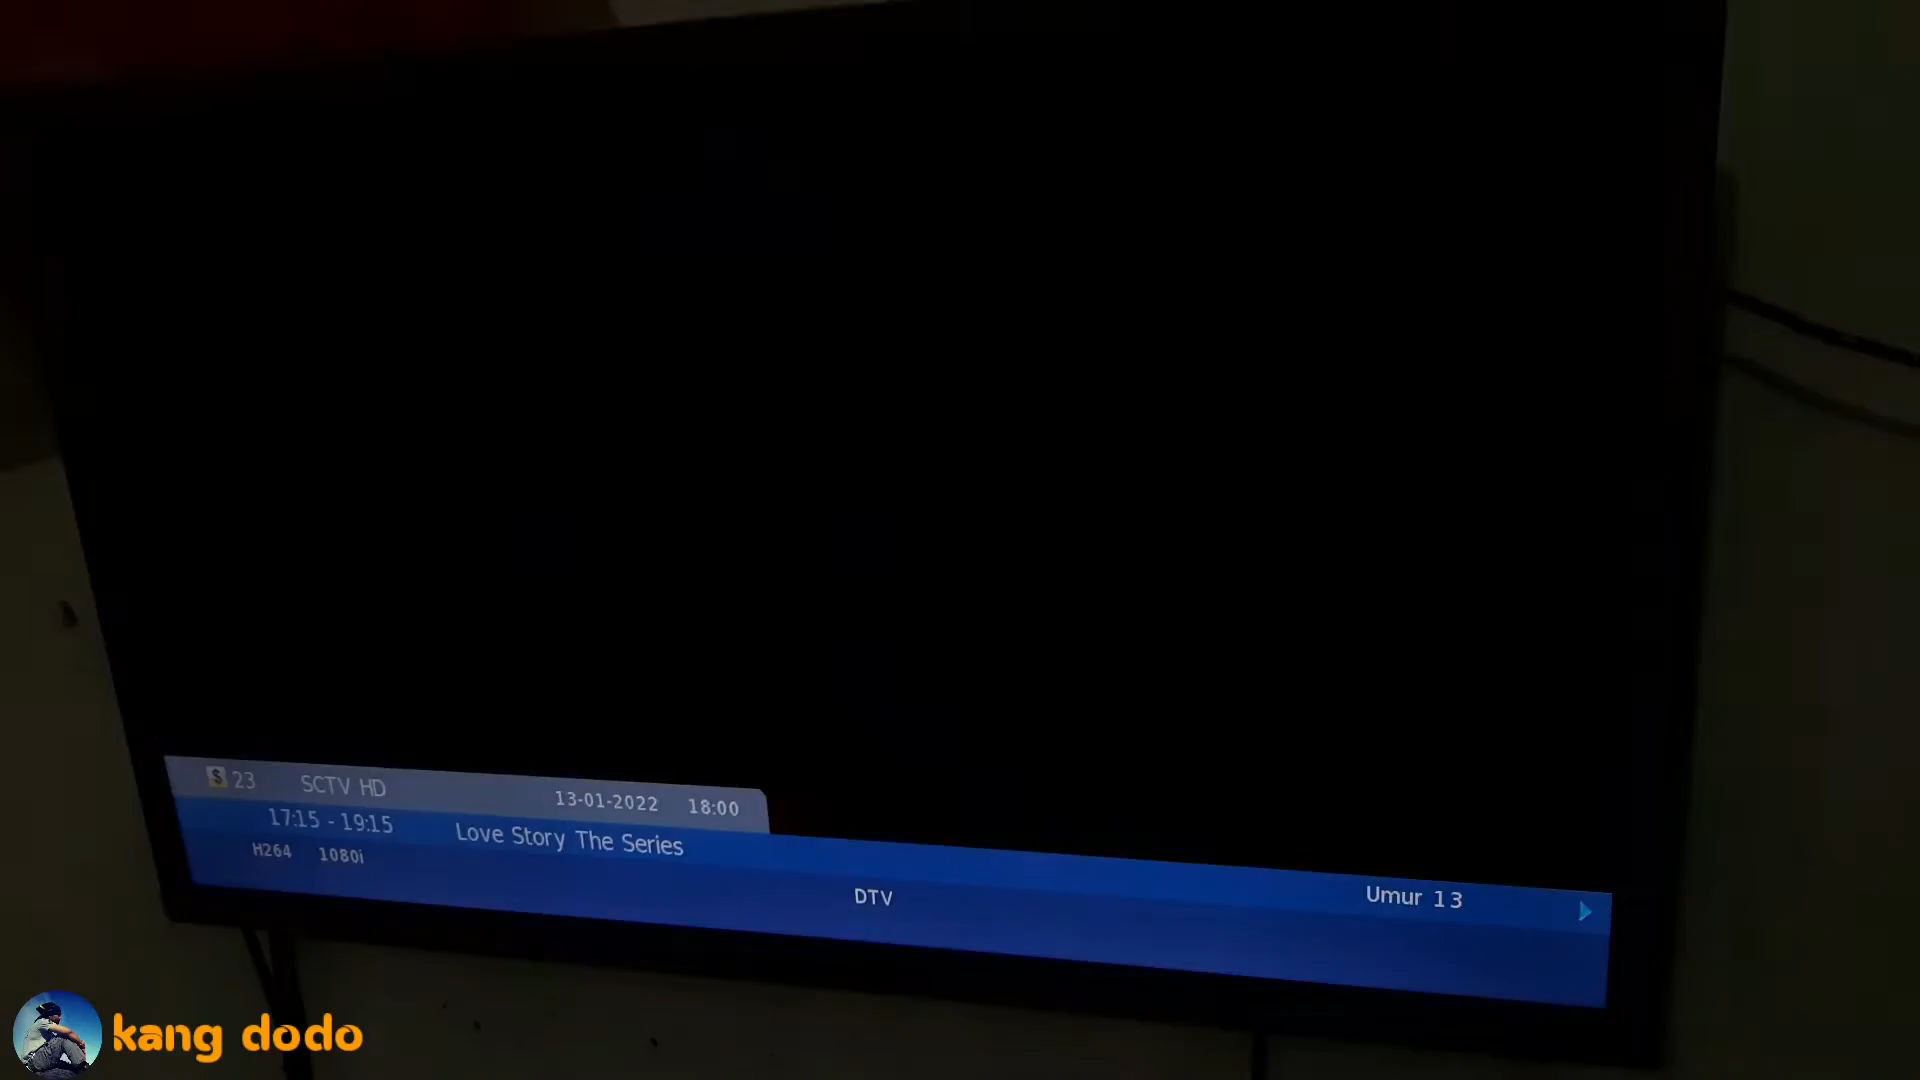 $ 23 SCTV HD 13-01-2022 18:00
17:15 - 19:15 Love Story The Series Umur 13
H264 1080i DTV
kang dodo